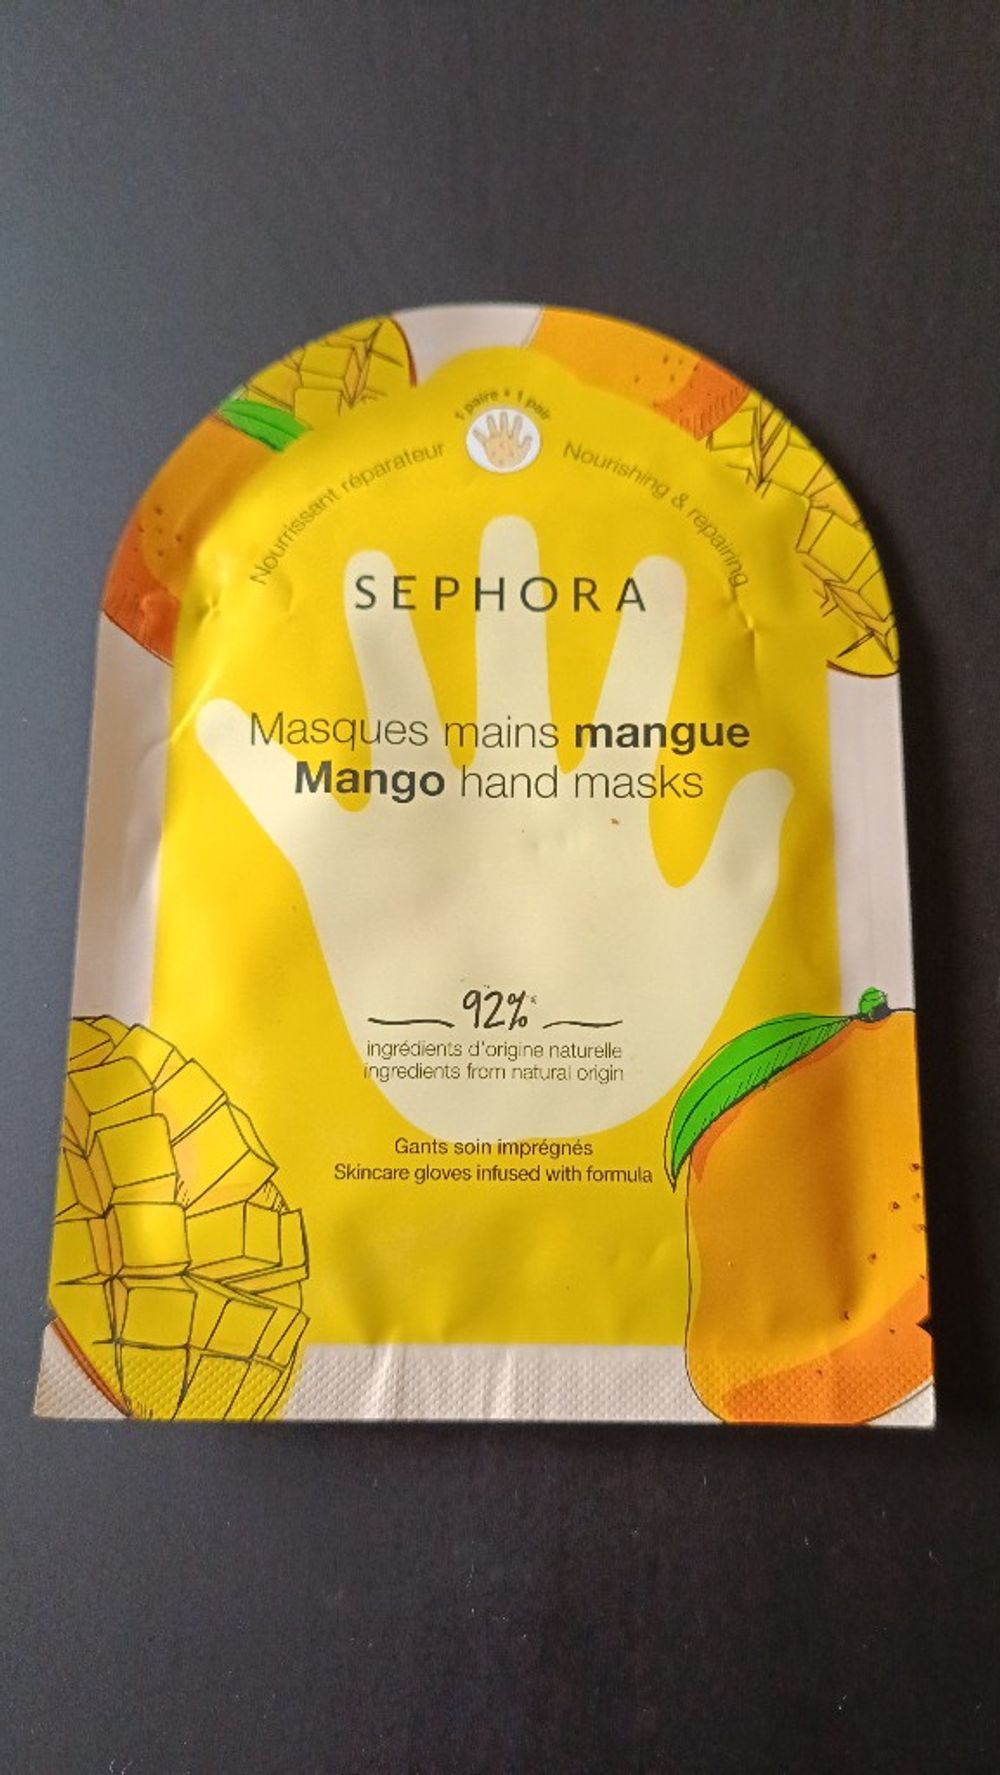 1 paire • 1 pair
Nourrissant réparateur
Nourishing & repairing
SEPHORA
Masques mains mangue
Mango hand masks
92%*
ingrédients d'origine naturelle
ingredients from natural origin
Gants soin imprégnés
Skincare gloves infused with formula